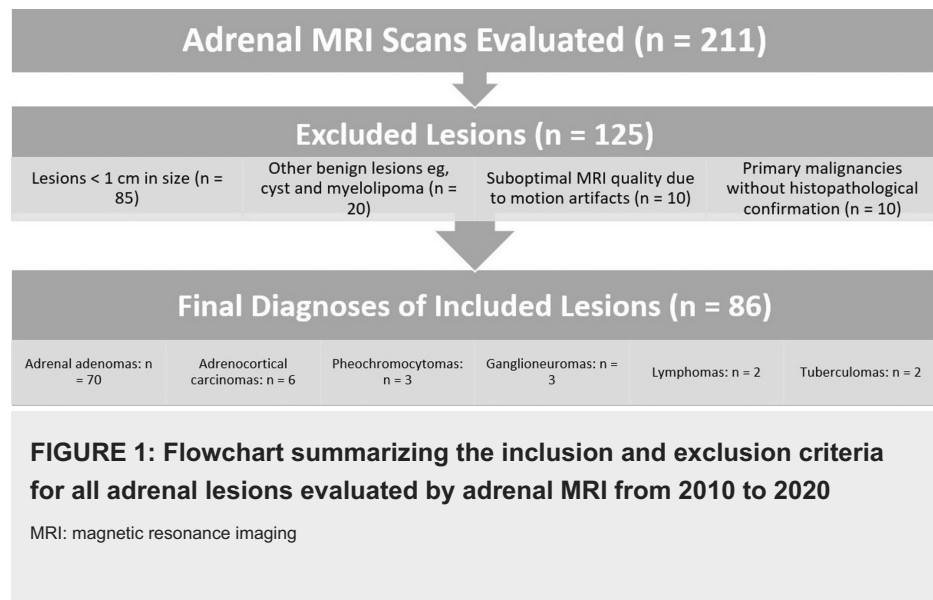 Adrenal MRI Scans Evaluated (n = 211)
Excluded Lesions (n = 125)
Lesions < 1 cm in size (n =
85)
Other benign lesions eg,
cyst and myelolipoma (n =
20)
Suboptimal MRI quality due
to motion artifacts (n = 10)
Primary malignancies
without histopathological
confirmation (n = 10)
Final Diagnoses of Included Lesions (n = 86)
Adrenal adenomas: n
= 70
Adrenocortical
carcinomas: n = 6
Pheochromocytomas:
n = 3
Ganglioneuromas: n =
3
Lymphomas: n = 2
Tuberculomas: n = 2
FIGURE 1: Flowchart summarizing the inclusion and exclusion criteria
for all adrenal lesions evaluated by adrenal MRI from 2010 to 2020
MRI: magnetic resonance imaging